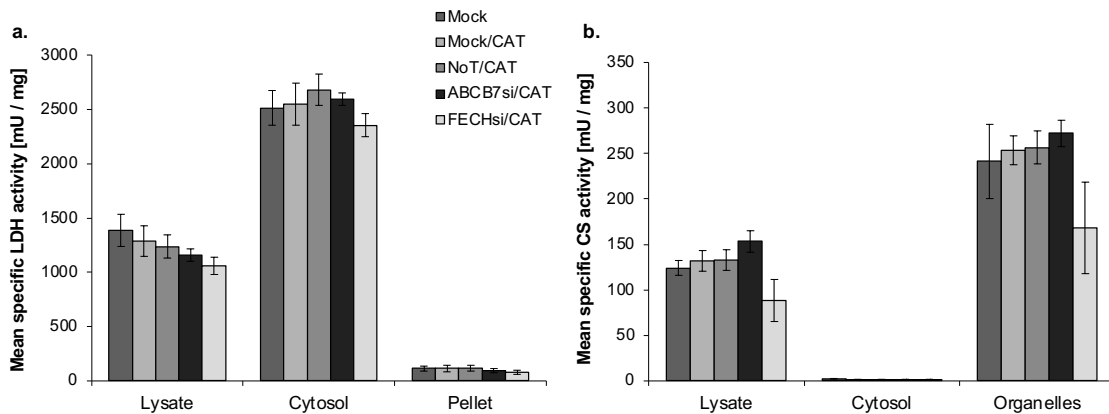 a.
Mean specific LDH activity [mU / mg]
3000
2500
2000
1500
1000
500
0
Lysate
Cytosol
Pellet
Mock
Mock/CAT
NoT/CAT
ABCB7si/CAT
FECHsi/CAT
b.
Mean specific CS activity [mU / mg]
350
300
250
200
150
100
50
0
Lysate
Cytosol
Organelles